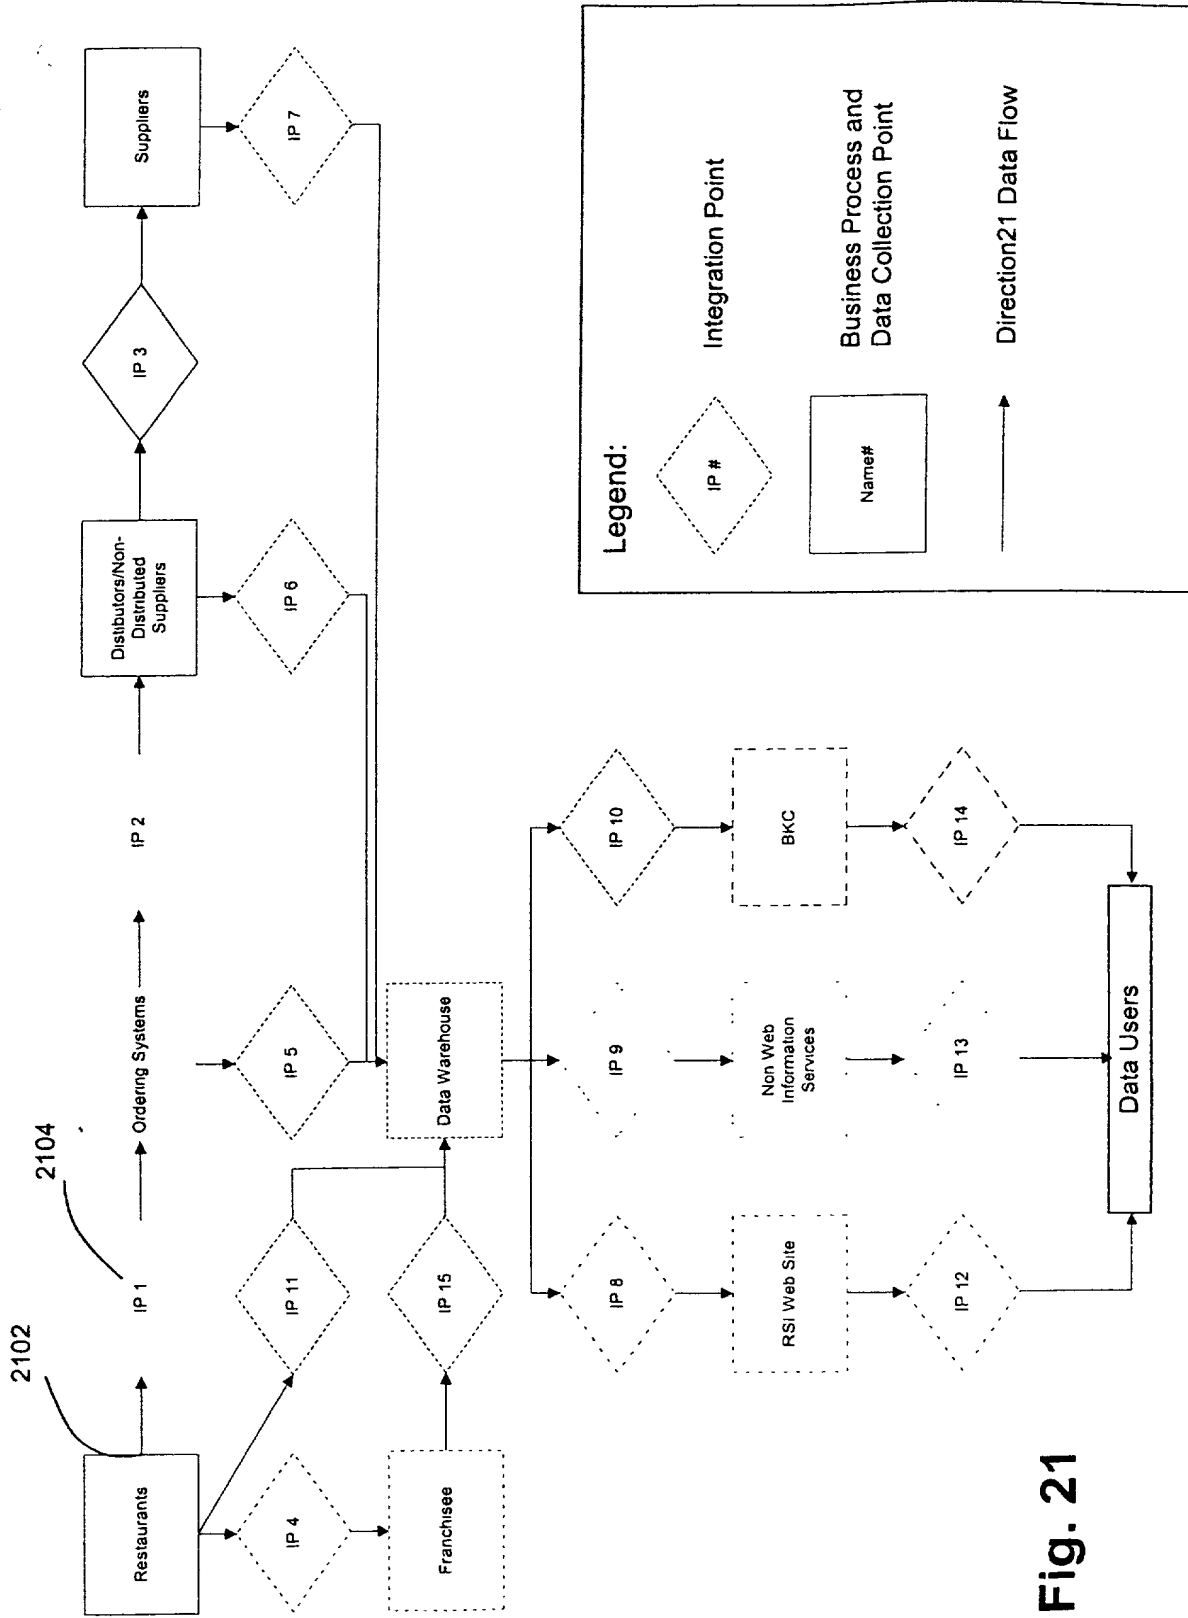 2102
2104
Restaurants
IP 1
Ordering Systems
IP 2
Distibutors/Non-
Distributed
Suppliers
IP 3
Suppliers
IP 4
IP 11
IP 5
IP 6
IP 7
Franchisee
IP 15
Data Warehouse
IP 8
IP 9
IP 10
RSI Web Site
Non Web
Information
Services
BKC
IP 12
IP 13
IP 14
Data Users
Legend:
IP #
Integration Point
Name#
Business Process and
Data Collection Point
Direction21 Data Flow
Fig. 21